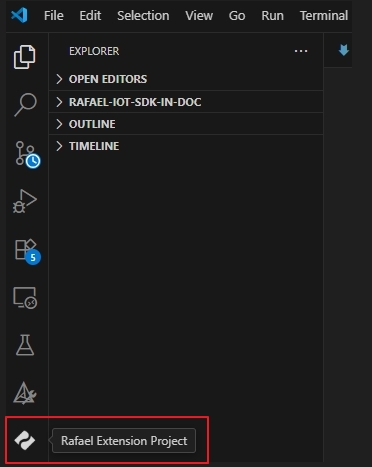 File Edit Selection View Go Run Terminal
EXPLORER
OPEN EDITORS
RAFAEL-IOT-SDK-IN-DOC
OUTLINE
TIMELINE
5
Rafael Extension Project